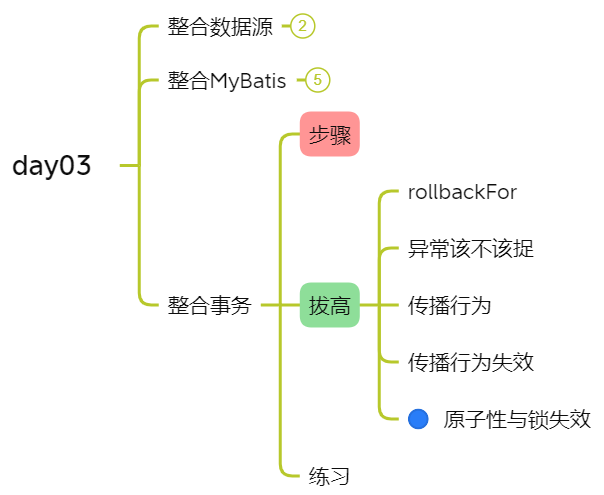 day03
整合数据源
2
整合MyBatis
5
整合事务
步骤
拔高
rollbackFor
异常该不该捉
传播行为
传播行为失效
原子性与锁失效
练习